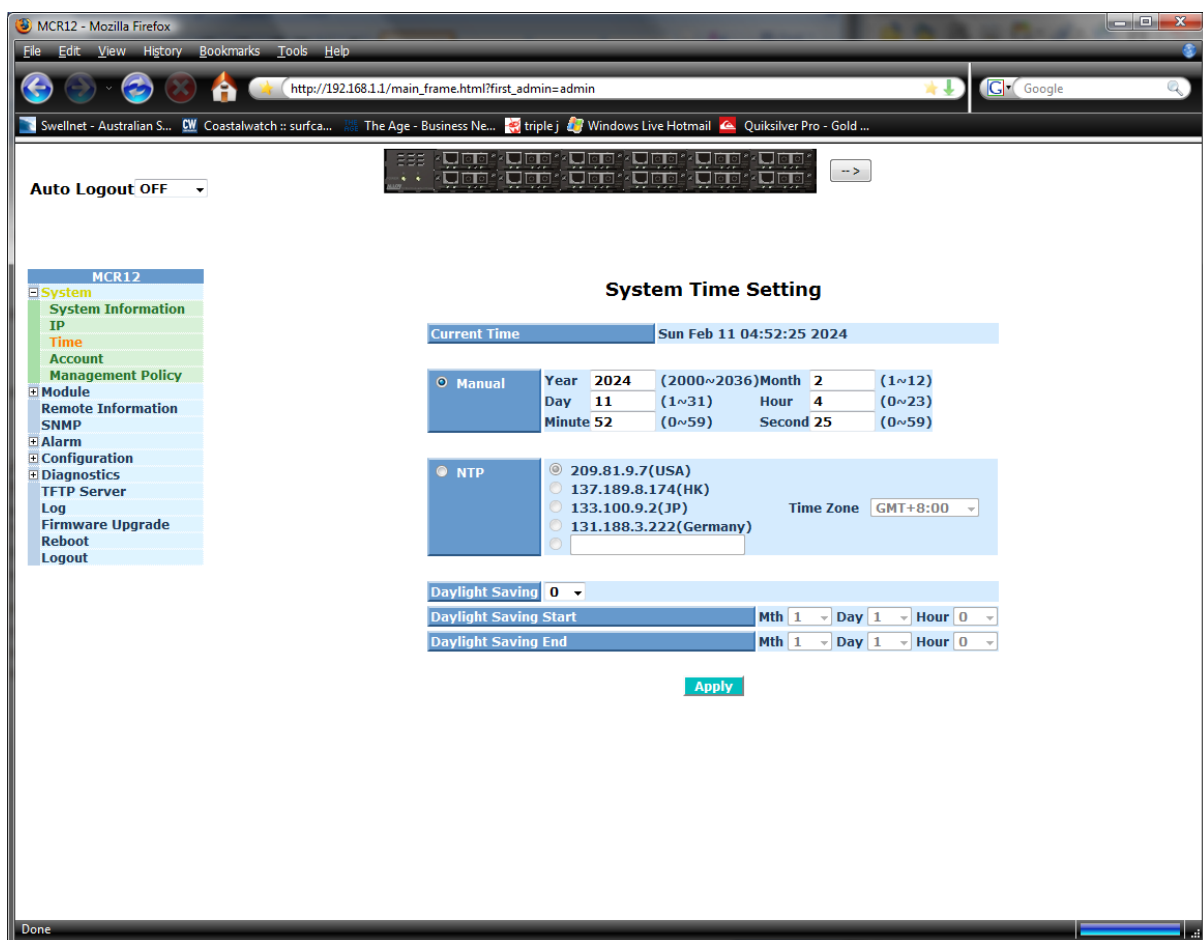 MCR12 - Mozilla Firefox
File Edit View History Bookmarks Tools Help
http://192.168.1.1/main_frame.html?first_admin=admin
G Google
Swellnet - Australian S... CW Coastalwatch :: surfca... The Age - Business Ne... triple j Windows Live Hotmail Quiksilver Pro - Gold ...
Auto Logout OFF
-->
MCR12
System
System Information
IP
Time
Account
Management Policy
Module
Remote Information
SNMP
Alarm
Configuration
Diagnostics
TFTP Server
Log
Firmware Upgrade
Reboot
Logout
System Time Setting
Current Time Sun Feb 11 04:52:25 2024
Manual Year 2024 (2000~2036) Month 2 (1~12)
Day 11 (1~31) Hour 4 (0~23)
Minute 52 (0~59) Second 25 (0~59)
NTP 209.81.9.7(USA)
137.189.8.174(HK)
133.100.9.2(JP) Time Zone GMT+8:00
131.188.3.222(Germany)
Daylight Saving 0
Daylight Saving Start Mth 1 Day 1 Hour 0
Daylight Saving End Mth 1 Day 1 Hour 0
Apply
Done